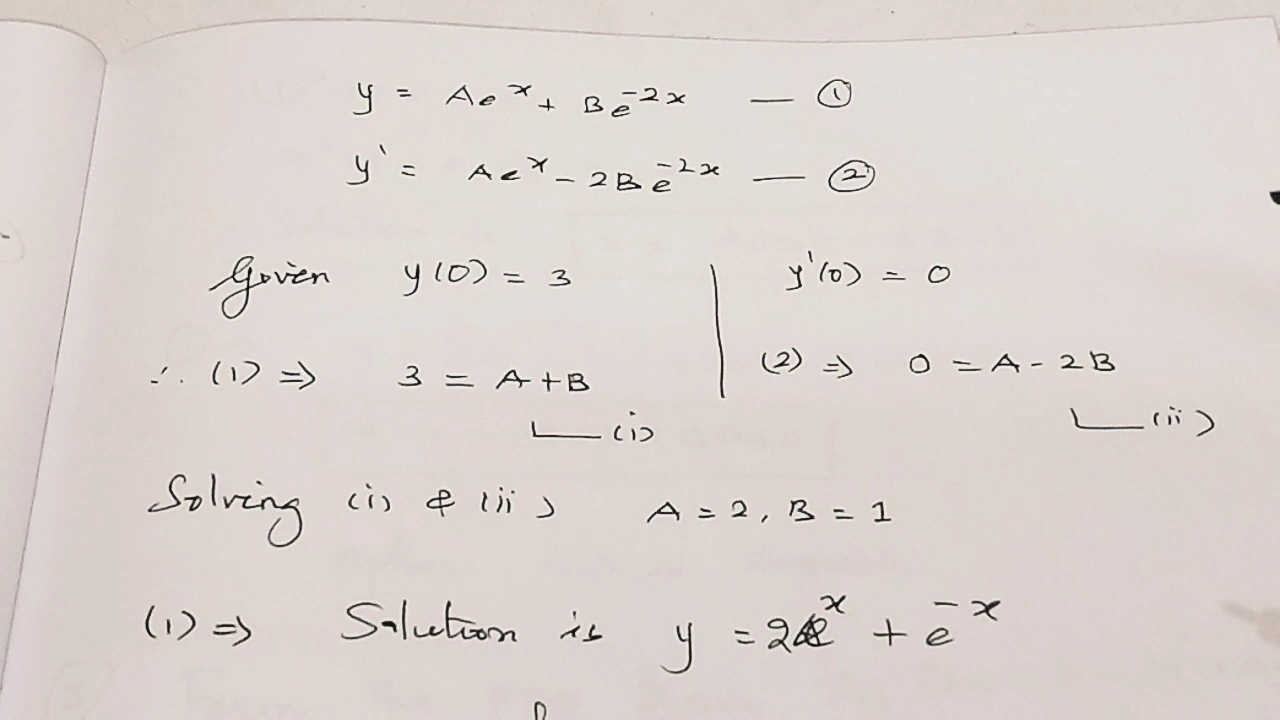 y = Ae^x + Be^-2x — ①
y' = Ae^x - 2Be^-2x — ②
Given y(0) = 3 | y'(0) = 0
∴ (1) ⇒ 3 = A+B | (2) ⇒ 0 = A - 2B
(i) (ii)
Solving (i) & (ii) A = 2, B = 1
(1) ⇒ Solution is y = 2e^x + e^-x